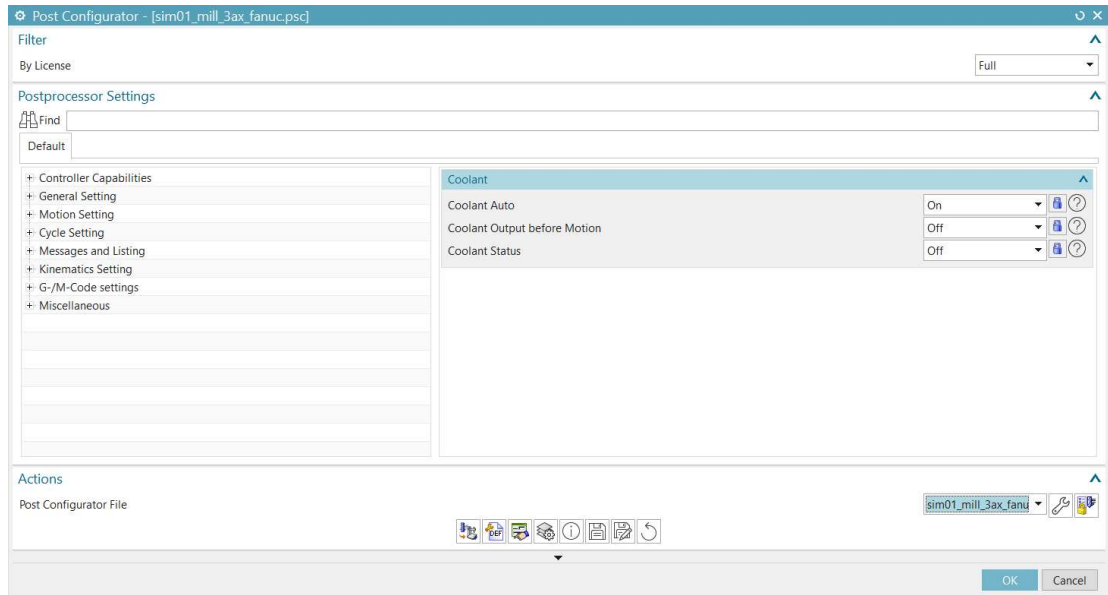 Post Configurator - [sim01_mill_3ax_fanuc.psc]
Filter
By License Full
Postprocessor Settings
Find
Default
Controller Capabilities
General Setting
Motion Setting
Cycle Setting
Messages and Listing
Kinematics Setting
G-/M-Code settings
Miscellaneous
Coolant
Coolant Auto On
Coolant Output before Motion Off
Coolant Status Off
Actions
Post Configurator File sim01_mill_3ax_fanu
DEF
OK Cancel